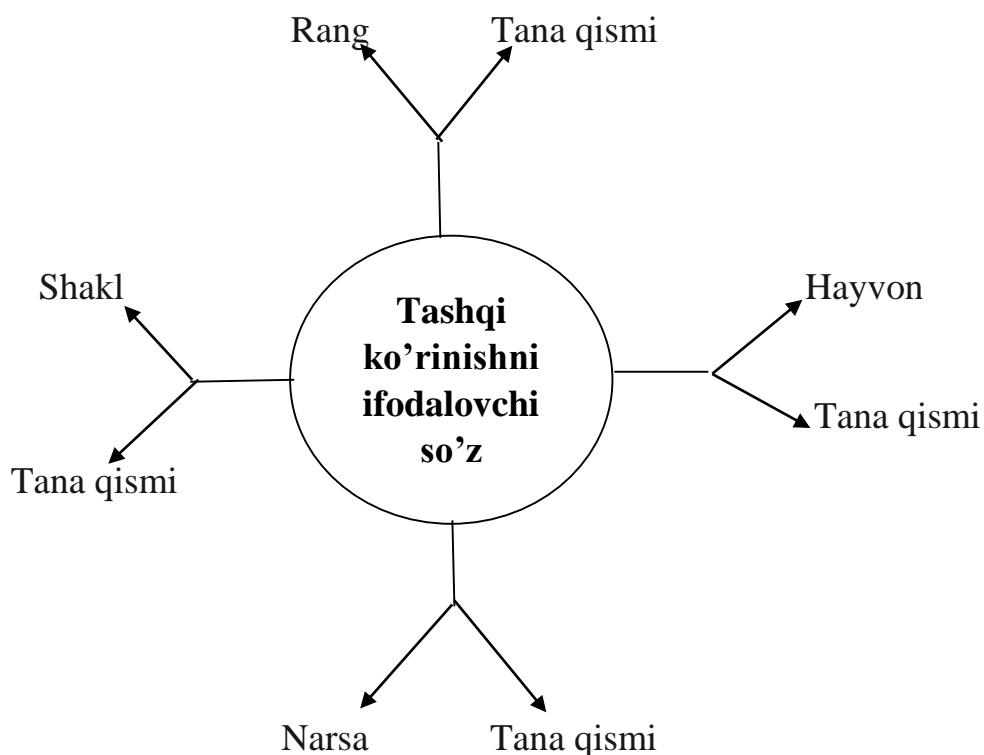 Rang
Tana qismi
Shakl
Hayvon
Tashqi
ko’rinishni
ifodalovchi
so’z
Tana qismi
Tana qismi
Narsa
Tana qismi